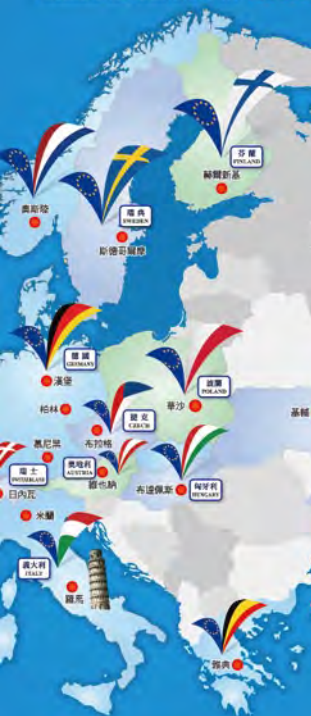 芬蘭
FINLAND
赫爾新基
奧斯陸
瑞典
SWEDEN
斯德哥爾摩
德國
GERMANY
漢堡
波蘭
POLAND
華沙
柏林
捷克
CZECH
布拉格
慕尼黑
奧地利
AUSTRIA
維也納
匈牙利
HUNGARY
布達佩斯
瑞士
SWITZERLAND
日內瓦
米蘭
義大利
ITALY
羅馬
雅典
基輔